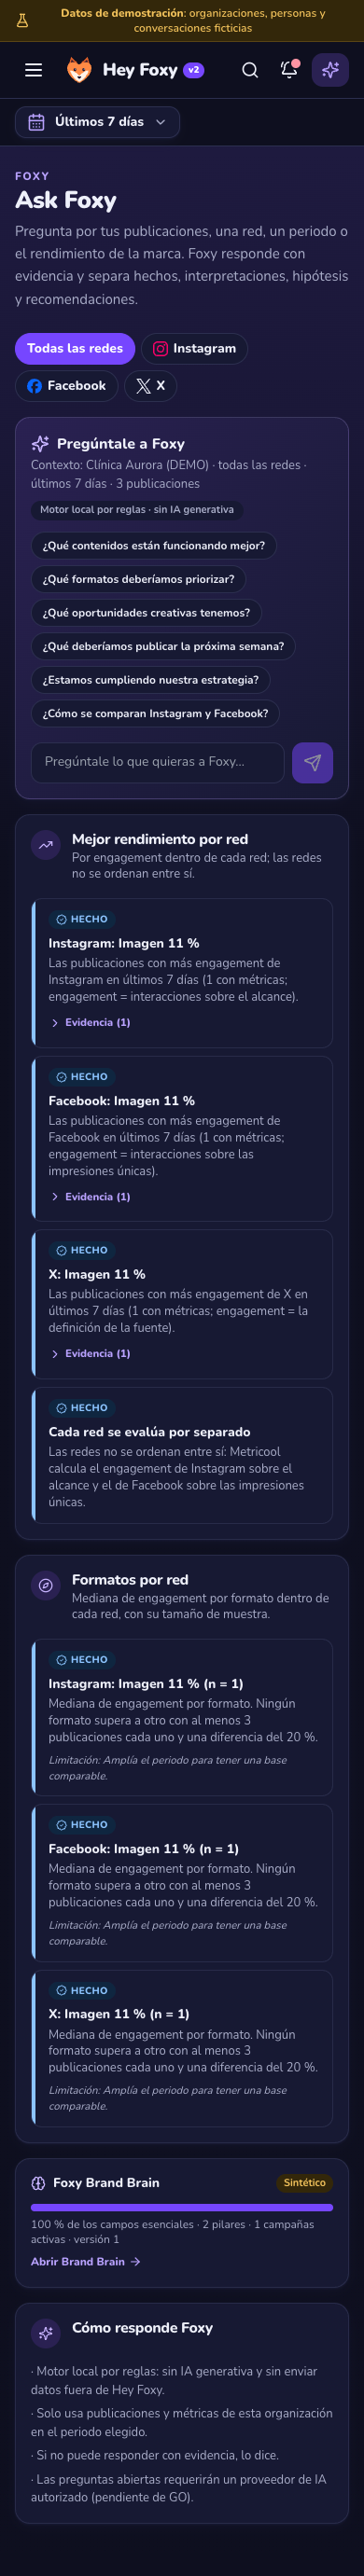 Datos de demostración: organizaciones, personas y
conversaciones ficticias
Hey Foxy v2
Últimos 7 días
FOXY
Ask Foxy
Pregunta por tus publicaciones, una red, un periodo o
el rendimiento de la marca. Foxy responde con
evidencia y separa hechos, interpretaciones, hipótesis
y recomendaciones.
Todas las redes
Instagram
Facebook
X
Pregúntale a Foxy
Contexto: Clínica Aurora (DEMO) · todas las redes ·
últimos 7 días · 3 publicaciones
Motor local por reglas · sin IA generativa
¿Qué contenidos están funcionando mejor?
¿Qué formatos deberíamos priorizar?
¿Qué oportunidades creativas tenemos?
¿Qué deberíamos publicar la próxima semana?
¿Estamos cumpliendo nuestra estrategia?
¿Cómo se comparan Instagram y Facebook?
Pregúntale lo que quieras a Foxy...
Mejor rendimiento por red
Por engagement dentro de cada red; las redes
no se ordenan entre sí.
HECHO
Instagram: Imagen 11 %
Las publicaciones con más engagement de
Instagram en últimos 7 días (1 con métricas;
engagement = interacciones sobre el alcance).
Evidencia (1)
HECHO
Facebook: Imagen 11 %
Las publicaciones con más engagement de
Facebook en últimos 7 días (1 con métricas;
engagement = interacciones sobre las
impresiones únicas).
Evidencia (1)
HECHO
X: Imagen 11 %
Las publicaciones con más engagement de X en
últimos 7 días (1 con métricas; engagement = la
definición de la fuente).
Evidencia (1)
HECHO
Cada red se evalúa por separado
Las redes no se ordenan entre sí: Metricool
calcula el engagement de Instagram sobre el
alcance y el de Facebook sobre las impresiones
únicas.
Formatos por red
Mediana de engagement por formato dentro de
cada red, con su tamaño de muestra.
HECHO
Instagram: Imagen 11 % (n = 1)
Mediana de engagement por formato. Ningún
formato supera a otro con al menos 3
publicaciones cada uno y una diferencia del 20 %.
Limitación: Amplía el periodo para tener una base
comparable.
HECHO
Facebook: Imagen 11 % (n = 1)
Mediana de engagement por formato. Ningún
formato supera a otro con al menos 3
publicaciones cada uno y una diferencia del 20 %.
Limitación: Amplía el periodo para tener una base
comparable.
HECHO
X: Imagen 11 % (n = 1)
Mediana de engagement por formato. Ningún
formato supera a otro con al menos 3
publicaciones cada uno y una diferencia del 20 %.
Limitación: Amplía el periodo para tener una base
comparable.
Foxy Brand Brain
Sintético
100 % de los campos esenciales · 2 pilares · 1 campañas
activas · versión 1
Abrir Brand Brain
Cómo responde Foxy
· Motor local por reglas: sin IA generativa y sin enviar
datos fuera de Hey Foxy.
· Solo usa publicaciones y métricas de esta organización
en el periodo elegido.
· Si no puede responder con evidencia, lo dice.
· Las preguntas abiertas requerirán un proveedor de IA
autorizado (pendiente de GO).